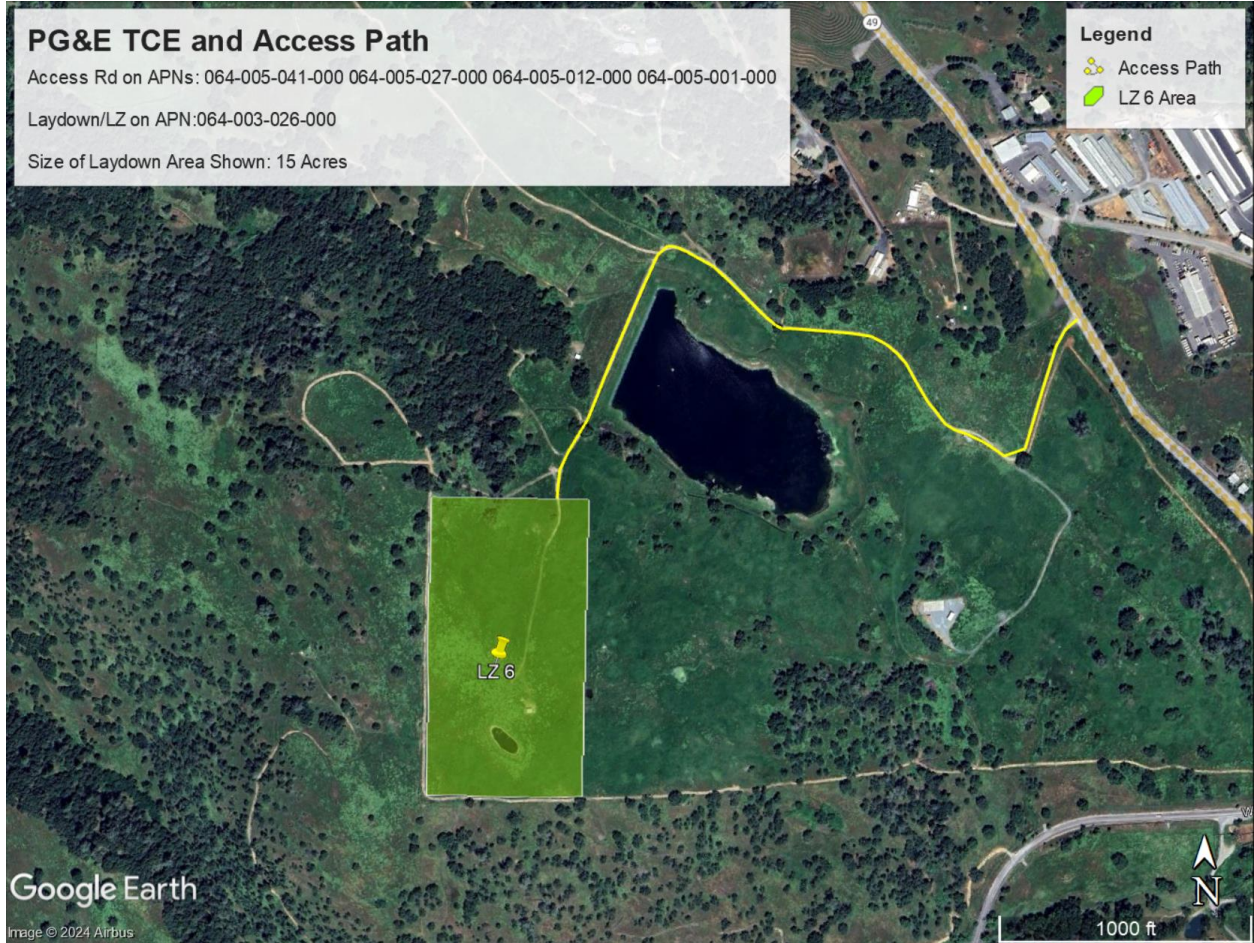 PG&E TCE and Access Path
Access Rd on APNs: 064-005-041-000 064-005-027-000 064-005-012-000 064-005-001-000
Laydown/LZ on APN:064-003-026-000
Size of Laydown Area Shown: 15 Acres
49
Legend
Access Path
LZ 6 Area
LZ 6
Google Earth
N
1000 ft
Image © 2024 Airbus